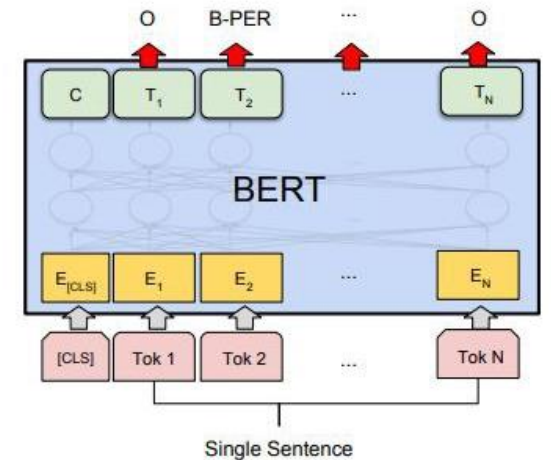 O B-PER ... O
C T1 T2 ... TN
BERT
E[CLS] E1 E2 ... EN
[CLS] Tok 1 Tok 2 ... Tok N
Single Sentence